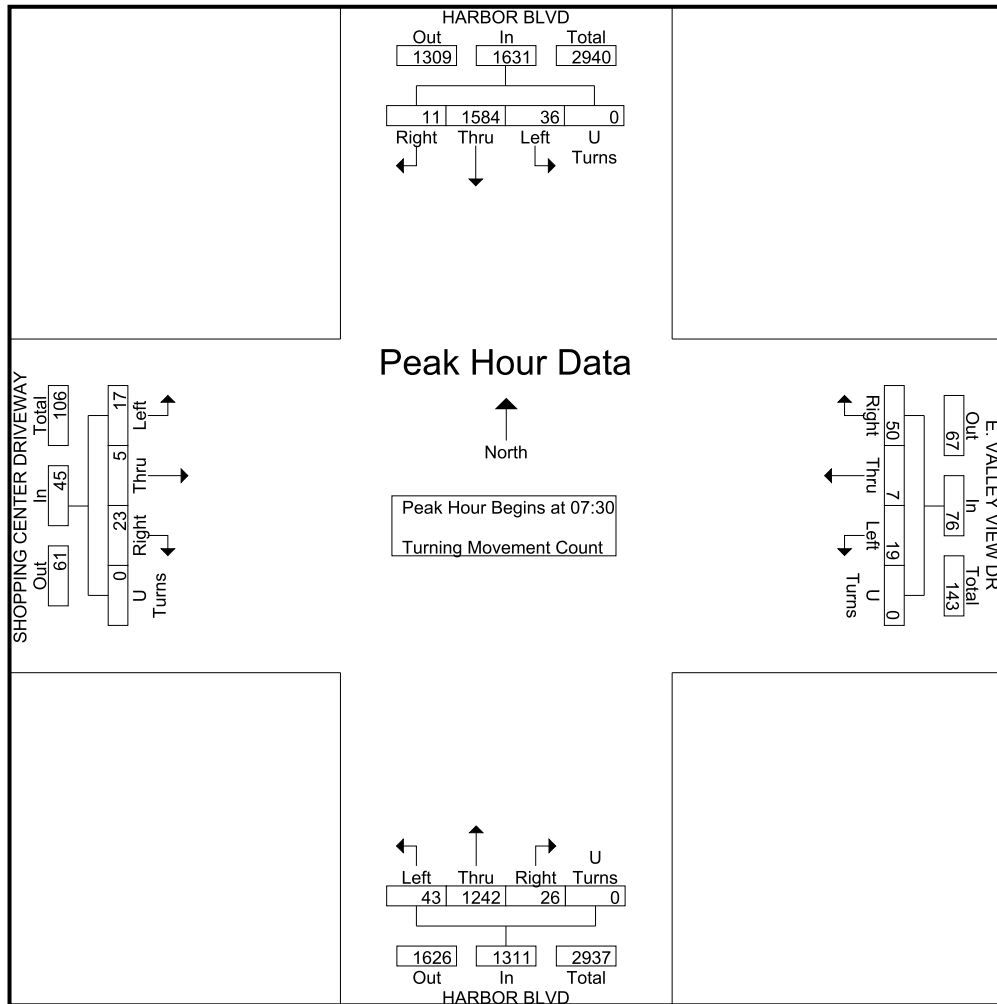 HARBOR BLVD
Out In Total
1309 1631 2940
11 1584 36 0
Right Thru Left U Turns
Peak Hour Data
North
Peak Hour Begins at 07:30
Turning Movement Count
SHOPPING CENTER DRIVEWAY
Total In Out
106 45 61
17 5 23 0
Left Thru Right U Turns
E. VALLEY VIEW DR
Out In Total
67 76 143
50 7 19 0
Right Thru Left U Turns
Left Thru Right U Turns
43 1242 26 0
1626 1311 2937
Out In Total
HARBOR BLVD